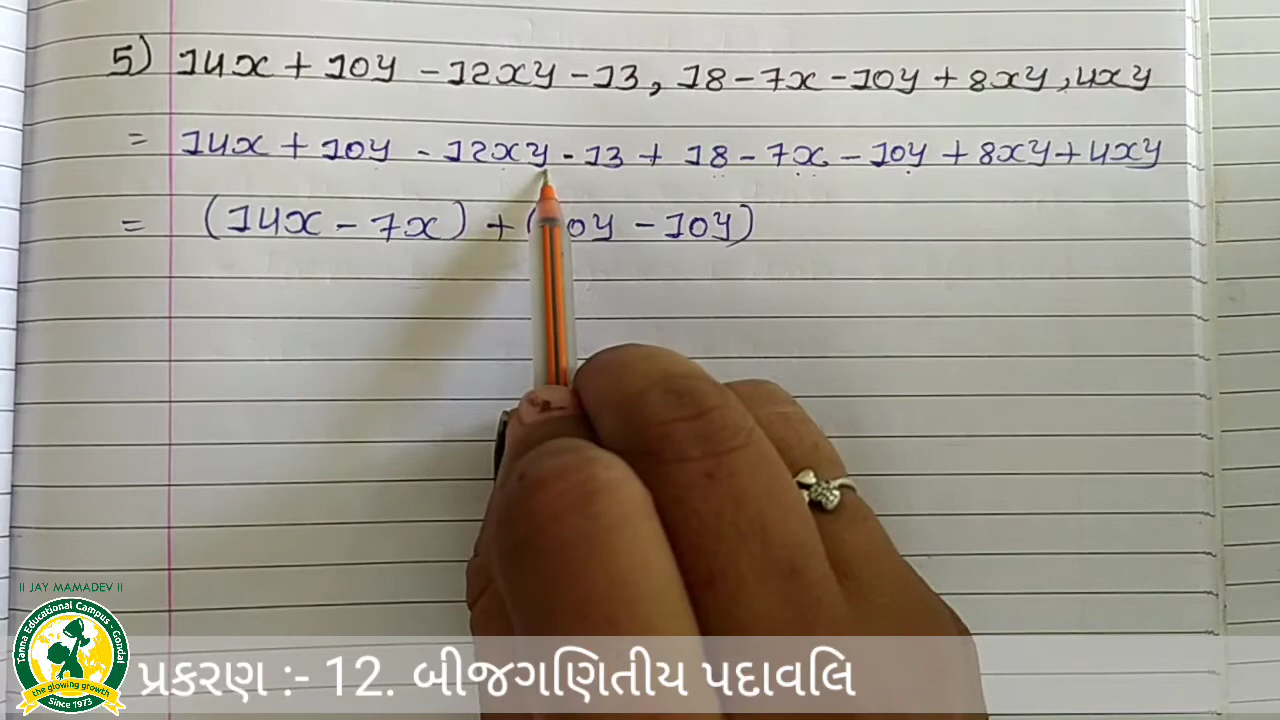 5) 14x + 10y - 12xy - 13, 18 - 7x - 10y + 8xy, 4xy
= 14x + 10y - 12xy - 13 + 18 - 7x - 10y + 8xy + 4xy
= (14x - 7x) + ( 0y - 10y)
II JAY MAMADEV II
Tanna Educational Campus - Gondal
the glowing growth
Since 1973
પ્રકરણ :- 12. બીજગણિતીય પદાવલિ